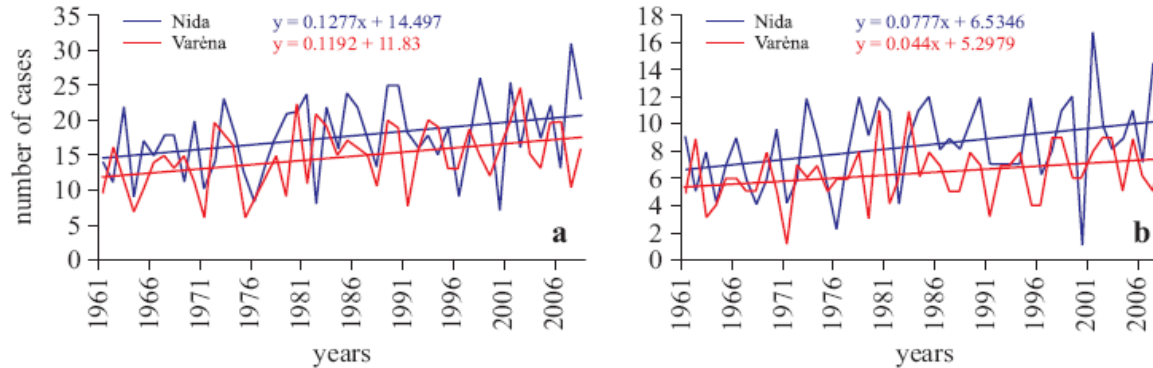 number of cases
35
30
25
20
15
10
5
0
Nida y = 0.1277x + 14.497
Varėna y = 0.1192 + 11.83
a
1961 1966 1971 1976 1981 1986 1991 1996 2001 2006
years
18
16
14
12
10
8
6
4
2
0
Nida y = 0.0777x + 6.5346
Varėna y = 0.044x + 5.2979
b
1961 1966 1971 1976 1981 1986 1991 1996 2001 2006
years